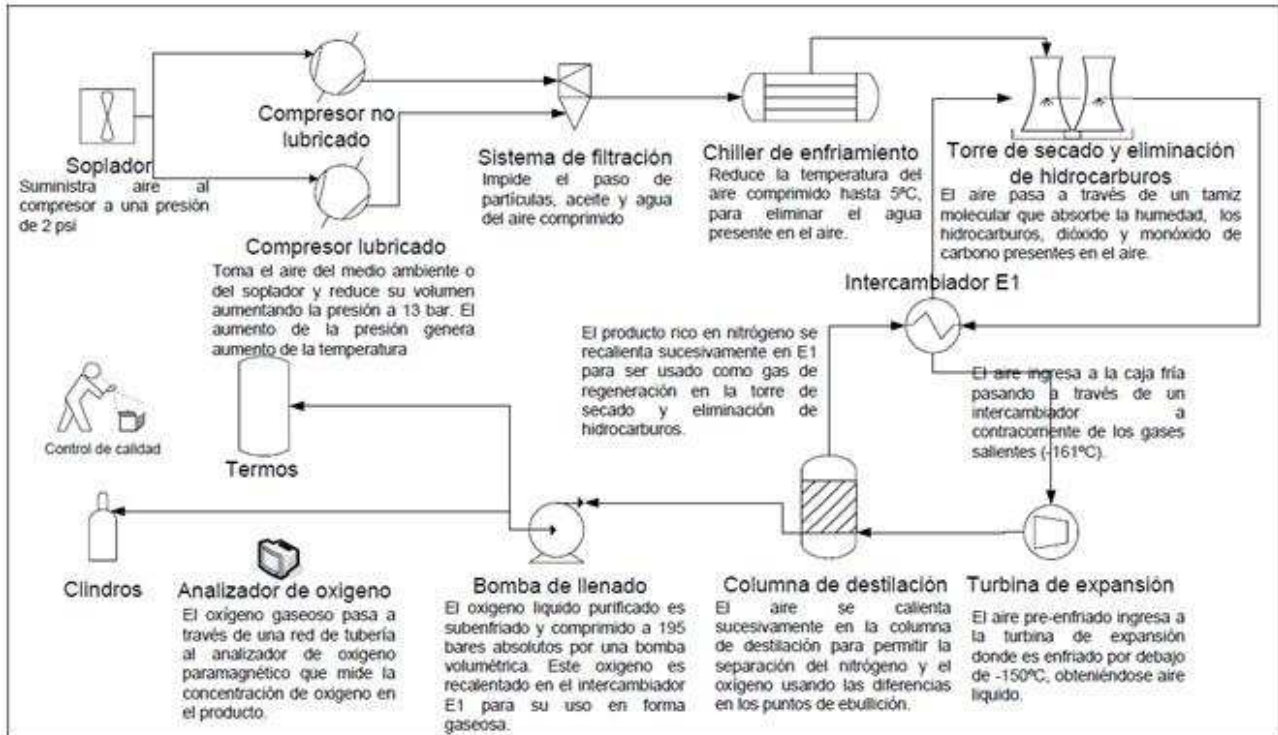 Compresor no
lubricado
Soplador
Suministra aire al
compresor a una presión
de 2 psi
Compresor lubricado
Toma el aire del medio ambiente o
del soplador y reduce su volumen
aumentando la presión a 13 bar. El
aumento de la presión genera
aumento de la temperatura
Sistema de filtración
Impide el paso de
partículas, aceite y agua
del aire comprimido
Chiller de enfriamiento
Reduce la temperatura del
aire comprimido hasta 5ºC,
para eliminar el agua
presente en el aire.
Torre de secado y eliminación
de hidrocarburos
El aire pasa a través de un tamiz
molecular que absorbe la humedad, los
hidrocarburos, dióxido y monóxido de
carbono presentes en el aire.
Intercambiador E1
El producto rico en nitrógeno se
recalienta sucesivamente en E1
para ser usado como gas de
regeneración en la torre de
secado y eliminación de
hidrocarburos.
El aire ingresa a la caja fría
pasando a través de un
intercambiador a
contracorriente de los gases
salientes (-161ºC).
Control de calidad
Termos
Clindros
Analizador de oxigeno
El oxígeno gaseoso pasa a
través de una red de tubería
al analizador de oxigeno
paramagnético que mide la
concentración de oxigeno en
el producto.
Bomba de llenado
El oxigeno liquido purificado es
subenfriado y comprimido a 195
bares absolutos por una bomba
volumétrica. Este oxigeno es
recalentado en el intercambiador
E1 para su uso en forma
gaseosa.
Columna de destilación
El aire se calienta
sucesivamente en la columna
de destilación para permitir la
separación del nitrógeno y el
oxígeno usando las diferencias
en los puntos de ebullición.
Turbina de expansión
El aire pre-enfriado ingresa a
la turbina de expansión
donde es enfriado por debajo
de -150ºC, obteniéndose aire
liquido.